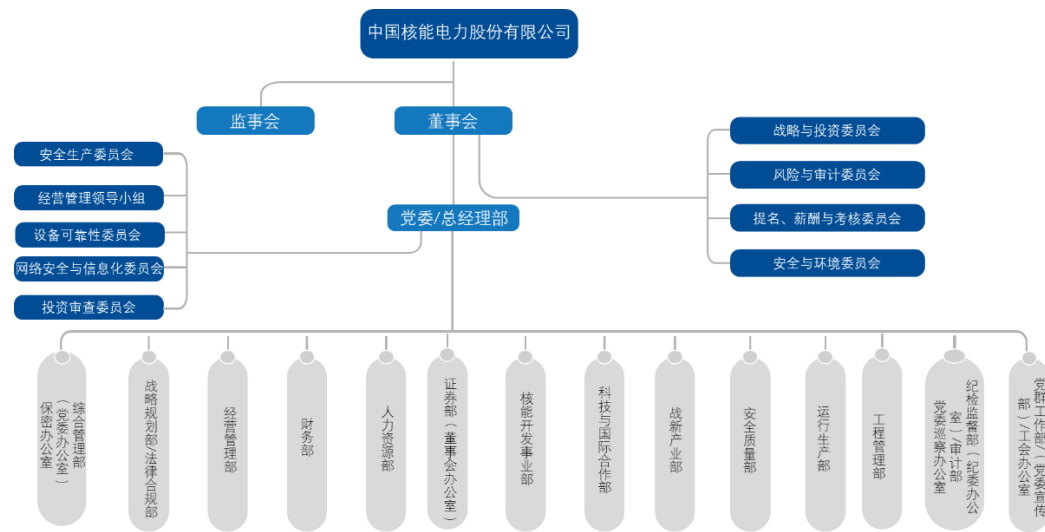 中国核能电力股份有限公司
监事会
董事会
安全生产委员会
经营管理领导小组
设备可靠性委员会
网络安全与信息化委员会
投资审查委员会
党委/总经理部
战略与投资委员会
风险与审计委员会
提名、薪酬与考核委员会
安全与环境委员会
综合管理部
（党委办公室）
保密办公室
战略规划部/法律合规部
经营管理部
财务部
人力资源部
证券部（董事会办公室）
核能开发事业部
科技与国际合作部
战新产业部
安全质量部
运行生产部
工程管理部
纪检监督部（纪委办公
室）/审计部
党委巡察办公室
党群工作部/（党委宣传
部）/工会办公室